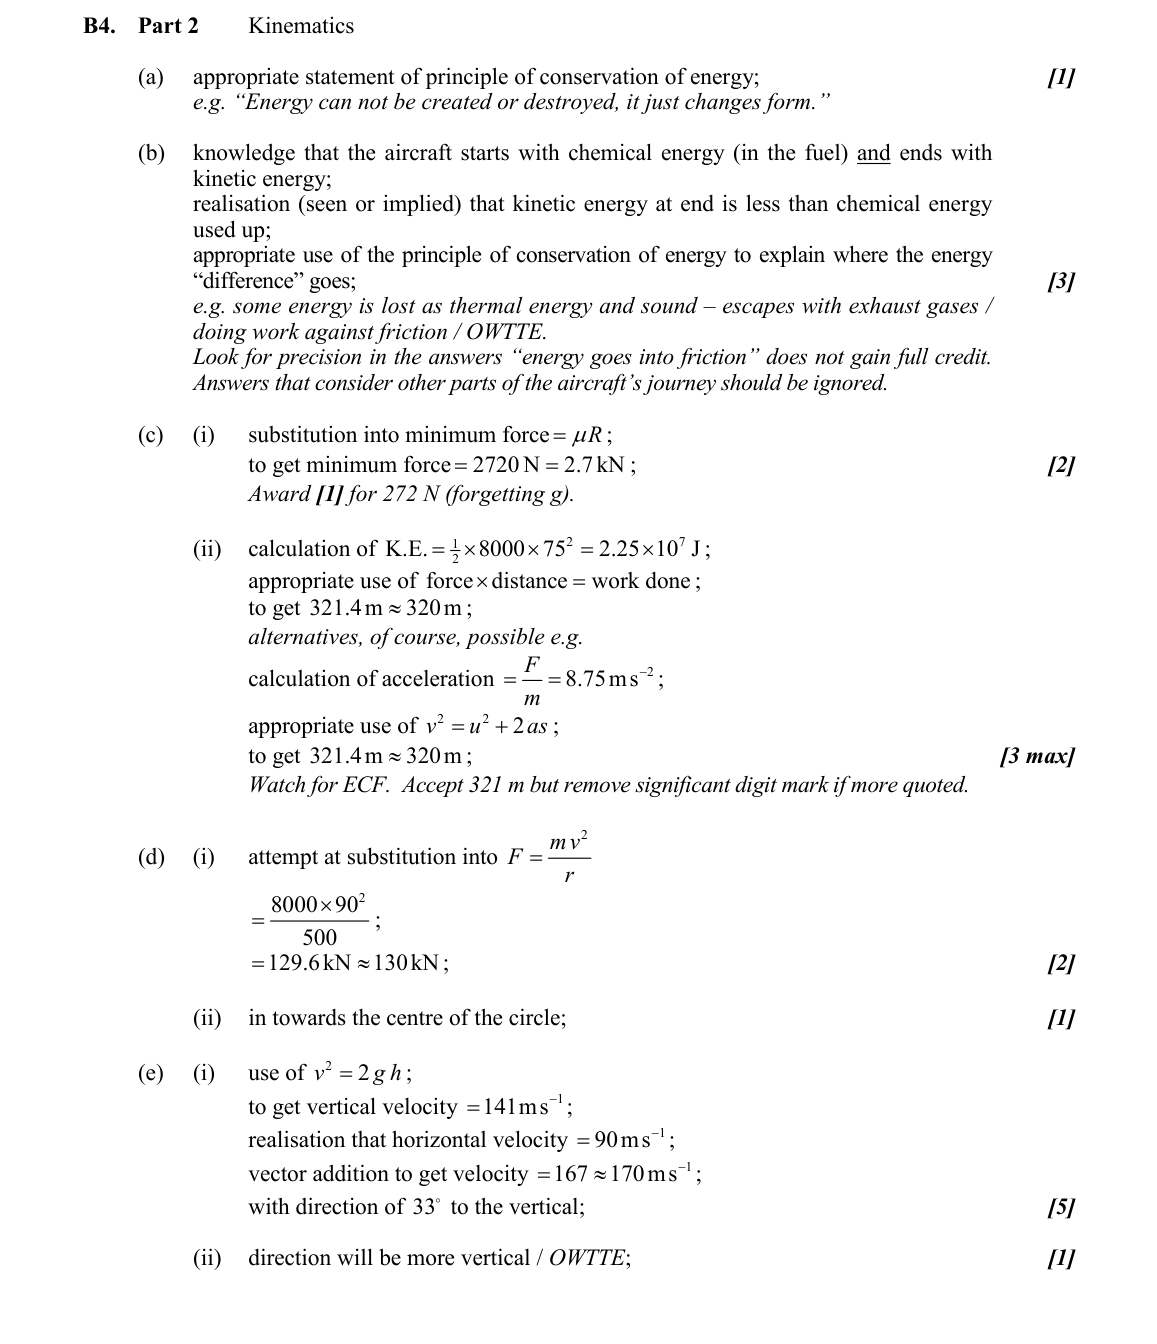 B4. Part 2 Kinematics
(a) appropriate statement of principle of conservation of energy; [1]
e.g. “Energy can not be created or destroyed, it just changes form.”
(b) knowledge that the aircraft starts with chemical energy (in the fuel) and ends with
kinetic energy;
realisation (seen or implied) that kinetic energy at end is less than chemical energy
used up;
appropriate use of the principle of conservation of energy to explain where the energy
“difference” goes; [3]
e.g. some energy is lost as thermal energy and sound – escapes with exhaust gases /
doing work against friction / OWTTE.
Look for precision in the answers “energy goes into friction” does not gain full credit.
Answers that consider other parts of the aircraft’s journey should be ignored.
(c) (i) substitution into minimum force = μR ;
to get minimum force = 2720 N = 2.7 kN ; [2]
Award [1] for 272 N (forgetting g).
(ii) calculation of K.E. = ½ × 8000 × 75² = 2.25 × 10⁷ J ;
appropriate use of force × distance = work done ;
to get 321.4 m ≈ 320 m ;
alternatives, of course, possible e.g.
calculation of acceleration = F/m = 8.75 m s⁻² ;
appropriate use of v² = u² + 2 as ;
to get 321.4 m ≈ 320 m ; [3 max]
Watch for ECF. Accept 321 m but remove significant digit mark if more quoted.
(d) (i) attempt at substitution into F = mv²/r
= 8000 × 90²/500 ;
= 129.6 kN ≈ 130 kN ; [2]
(ii) in towards the centre of the circle; [1]
(e) (i) use of v² = 2 g h ;
to get vertical velocity = 141 m s⁻¹ ;
realisation that horizontal velocity = 90 m s⁻¹ ;
vector addition to get velocity = 167 ≈ 170 m s⁻¹ ;
with direction of 33° to the vertical; [5]
(ii) direction will be more vertical / OWTTE; [1]